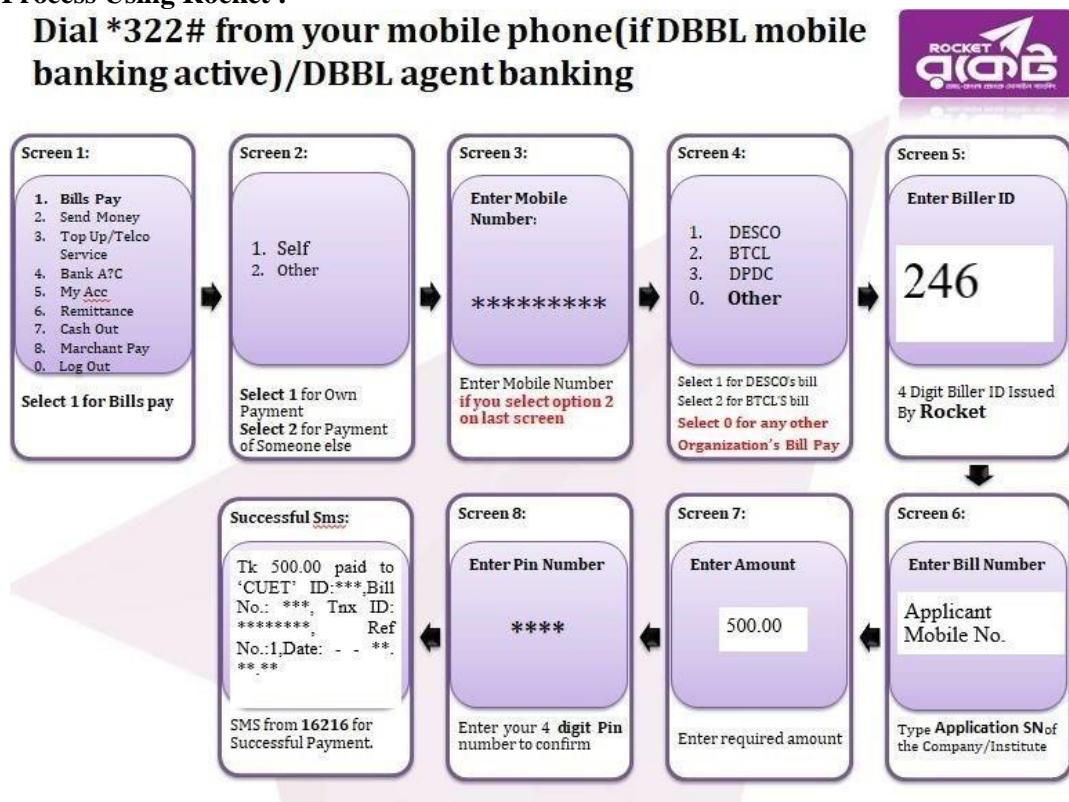 Process Using Rocket :
Dial *322# from your mobile phone(if DBBL mobile
banking active)/DBBL agent banking
ROCKET
রকেট
Screen 1:
1. Bills Pay
2. Send Money
3. Top Up/Telco
Service
4. Bank A?C
5. My Acc
6. Remittance
7. Cash Out
8. Marchant Pay
0. Log Out
Select 1 for Bills pay
Screen 2:
1. Self
2. Other
Select 1 for Own
Payment
Select 2 for Payment
of Someone else
Screen 3:
Enter Mobile
Number:
*********
Enter Mobile Number
if you select option 2
on last screen
Screen 4:
1. DESCO
2. BTCL
3. DPDC
0. Other
Select 1 for DESCO's bill
Select 2 for BTCL'S bill
Select 0 for any other
Organization's Bill Pay
Screen 5:
Enter Biller ID
246
4 Digit Biller ID Issued
By Rocket
Screen 6:
Enter Bill Number
Applicant
Mobile No.
Type Application SNof
the Company/Institute
Screen 7:
Enter Amount
500.00
Enter required amount
Screen 8:
Enter Pin Number
****
Enter your 4 digit Pin
number to confirm
Successful Sms:
Tk 500.00 paid to
‘CUET’ ID:***,Bill
No.: ***, Tnx ID:
********, Ref
No.:1,Date: - - **.
**.**
SMS from 16216 for
Successful Payment.